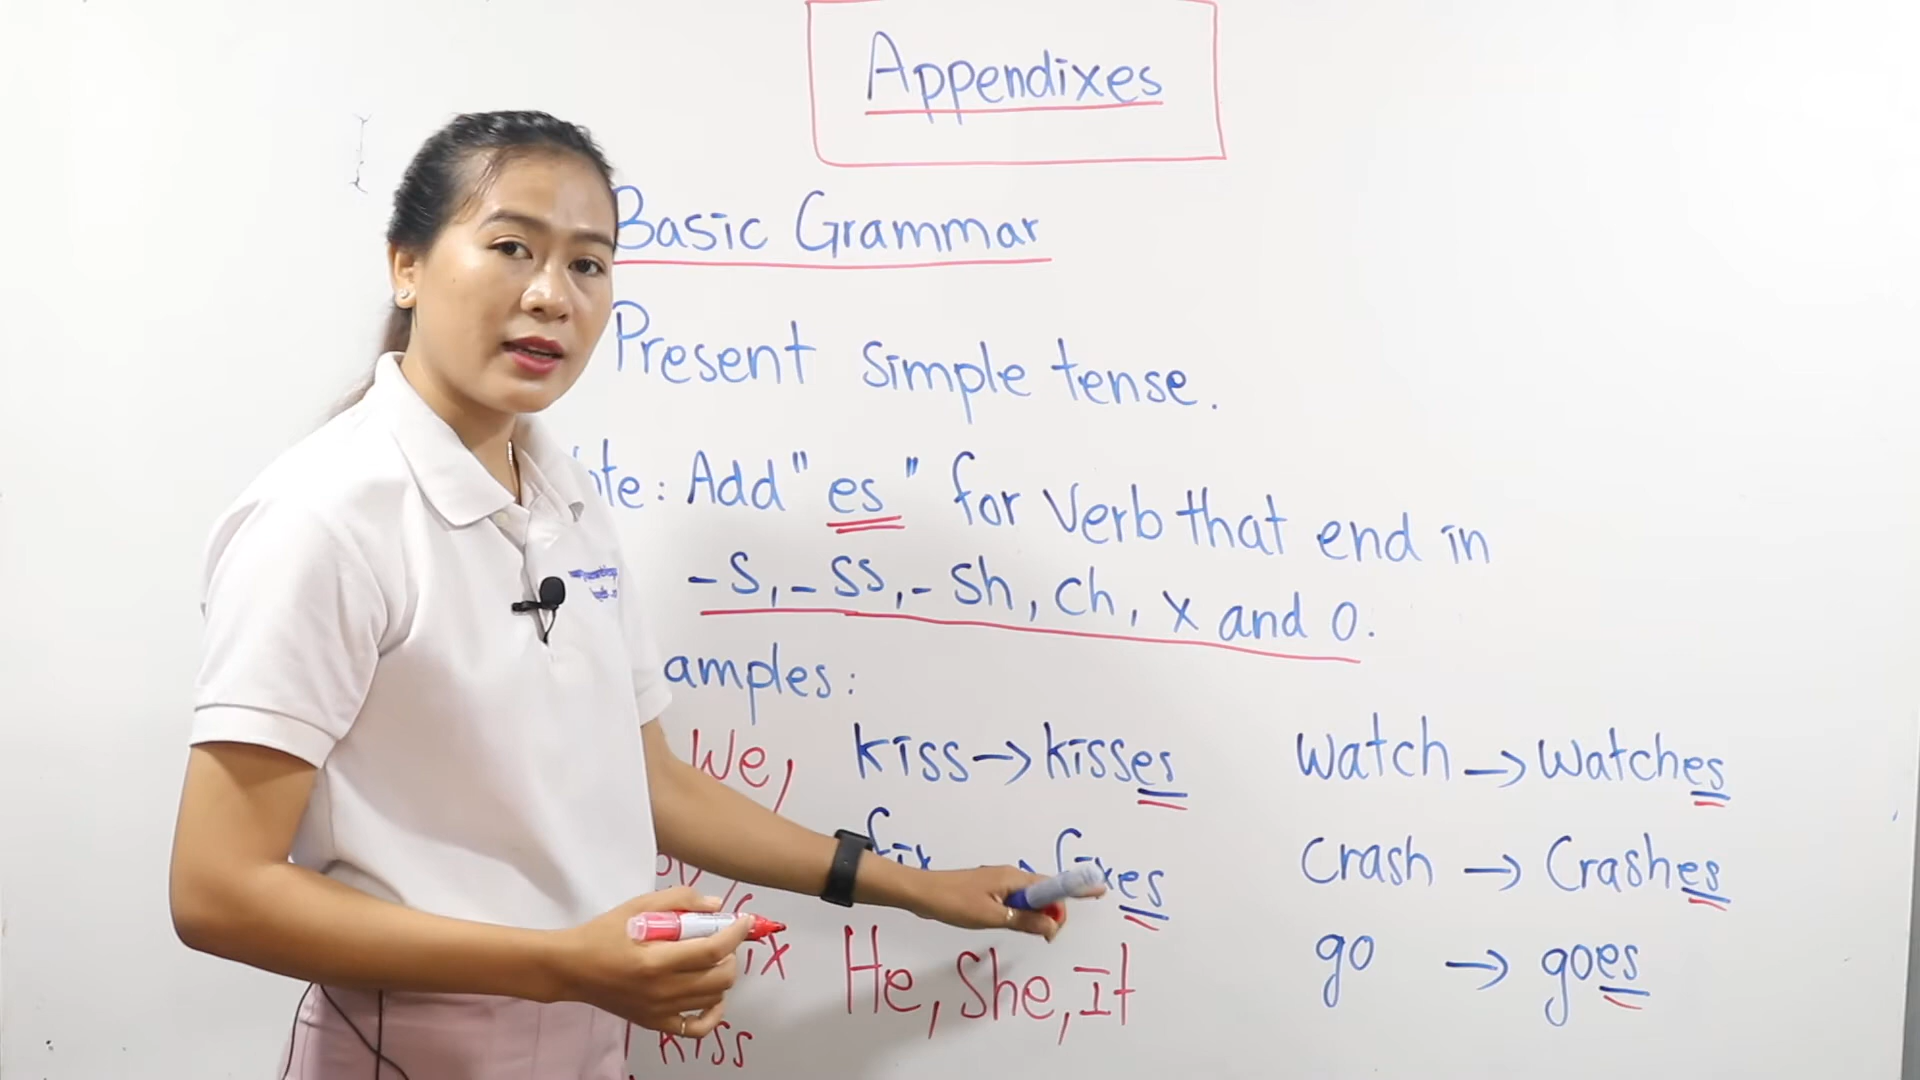 Appendixes
Basic Grammar
Present simple tense.
Note: Add "es" for Verb that end in
-s, -ss, -sh, ch, x and o.
amples:
We, kiss → kisses watch → watches
fix → fixes crash → crashes
He, She, It go → goes
kiss